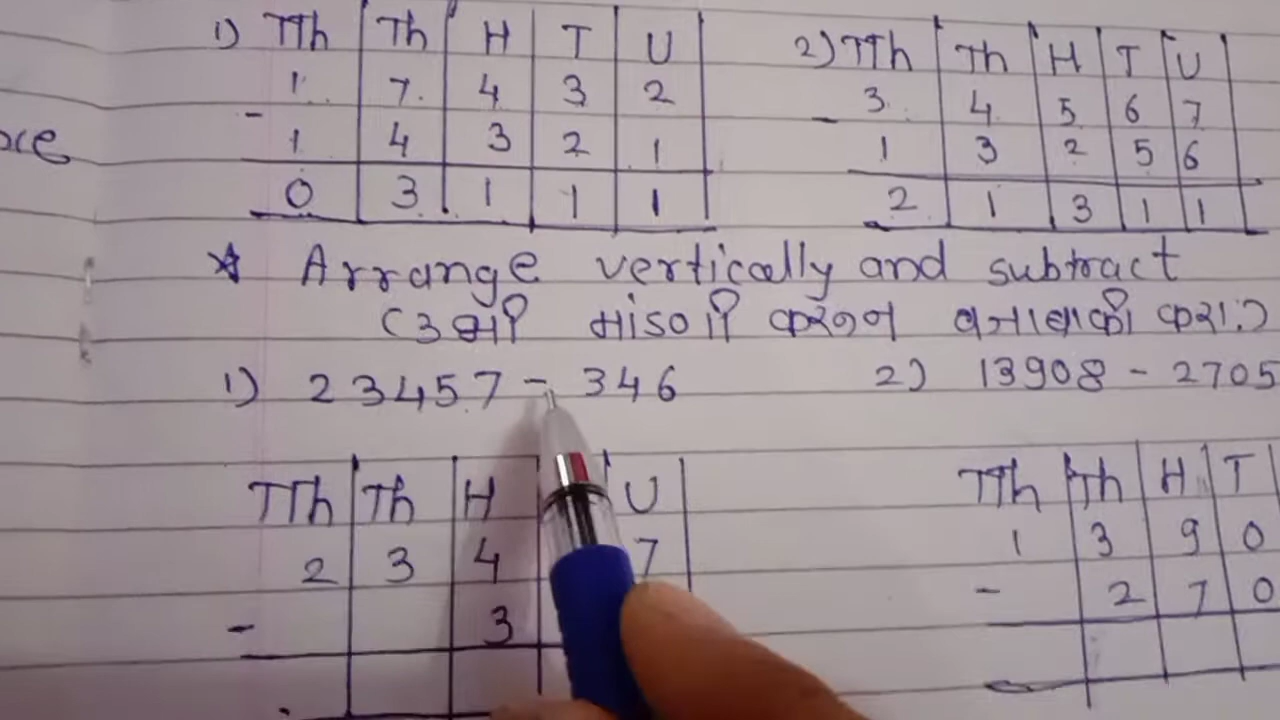 1) TTh Th H T U
1 7 4 3 2
- 1 4 3 2 1
0 3 1 1 1
2) TTh Th H T U
3 4 5 6 7
- 1 3 2 5 6
2 1 3 1 1
* Arrange vertically and subtract
(ઉભી
1) 23457 - 346
2) 13908 - 2705
TTh Th H U
2 3 4 7
- 3
TTh Th H T
1 3 9 0
- 2 7 0